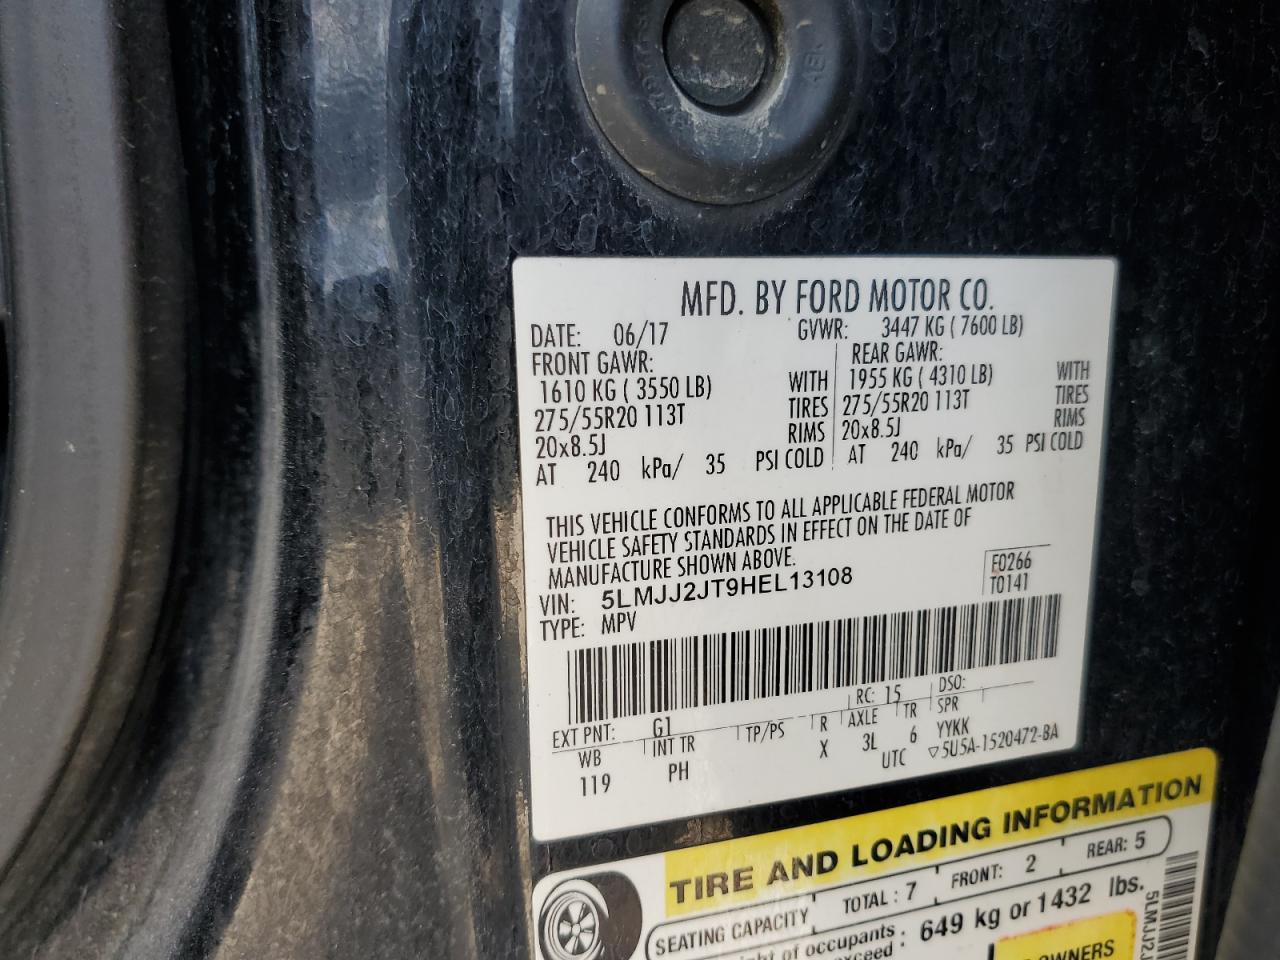 MFD. BY FORD MOTOR CO.
DATE: 06/17 GVWR: 3447 KG ( 7600 LB)
FRONT GAWR: REAR GAWR:
1610 KG ( 3550 LB) WITH 1955 KG ( 4310 LB) WITH
275/55R20 113T TIRES 275/55R20 113T TIRES
20x8.5J RIMS 20x8.5J RIMS
AT 240 kPa/ 35 PSI COLD AT 240 kPa/ 35 PSI COLD
THIS VEHICLE CONFORMS TO ALL APPLICABLE FEDERAL MOTOR
VEHICLE SAFETY STANDARDS IN EFFECT ON THE DATE OF
MANUFACTURE SHOWN ABOVE.
VIN: 5LMJJ2JT9HEL13108 F0266
TYPE: MPV T0141
EXT PNT: G1 RC: 15 DSO:
WB INT TR TP/PS R AXLE TR SPR
119 PH X 3L 6 YYKK
UTC ▽5U5A-1520472-BA
TIRE AND LOADING INFORMATION
SEATING CAPACITY TOTAL : 7 FRONT: 2 REAR: 5
of occupants : 649 kg or 1432 lbs.
exceed
OWNERS
5LMJJ2J